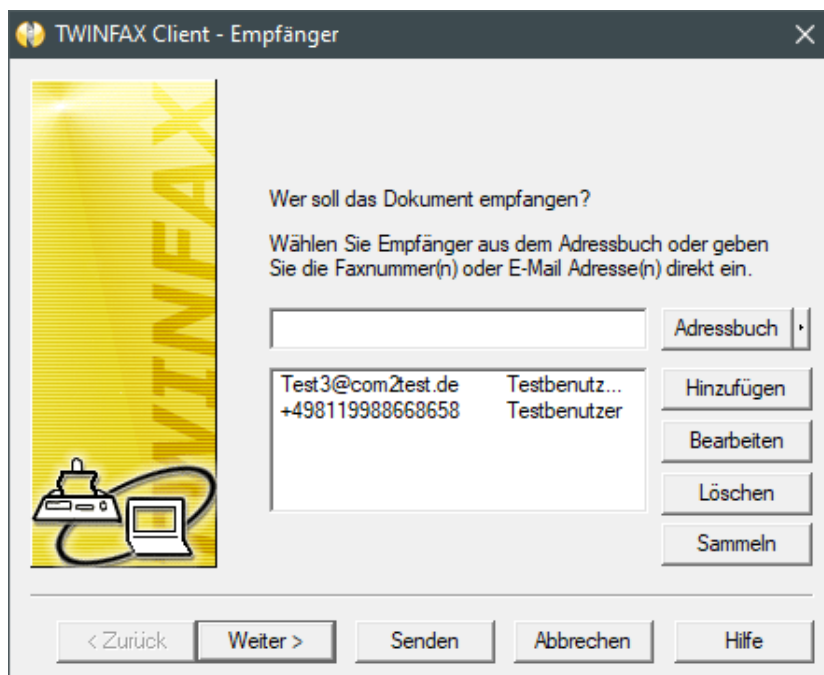 TWINFAX Client - Empfänger
TWINFAX
Wer soll das Dokument empfangen?
Wählen Sie Empfänger aus dem Adressbuch oder geben
Sie die Faxnummer(n) oder E-Mail Adresse(n) direkt ein.
Adressbuch
Test3@com2test.de Testbenutz...
+498119988668658 Testbenutzer
Hinzufügen
Bearbeiten
Löschen
Sammeln
< Zurück Weiter > Senden Abbrechen Hilfe